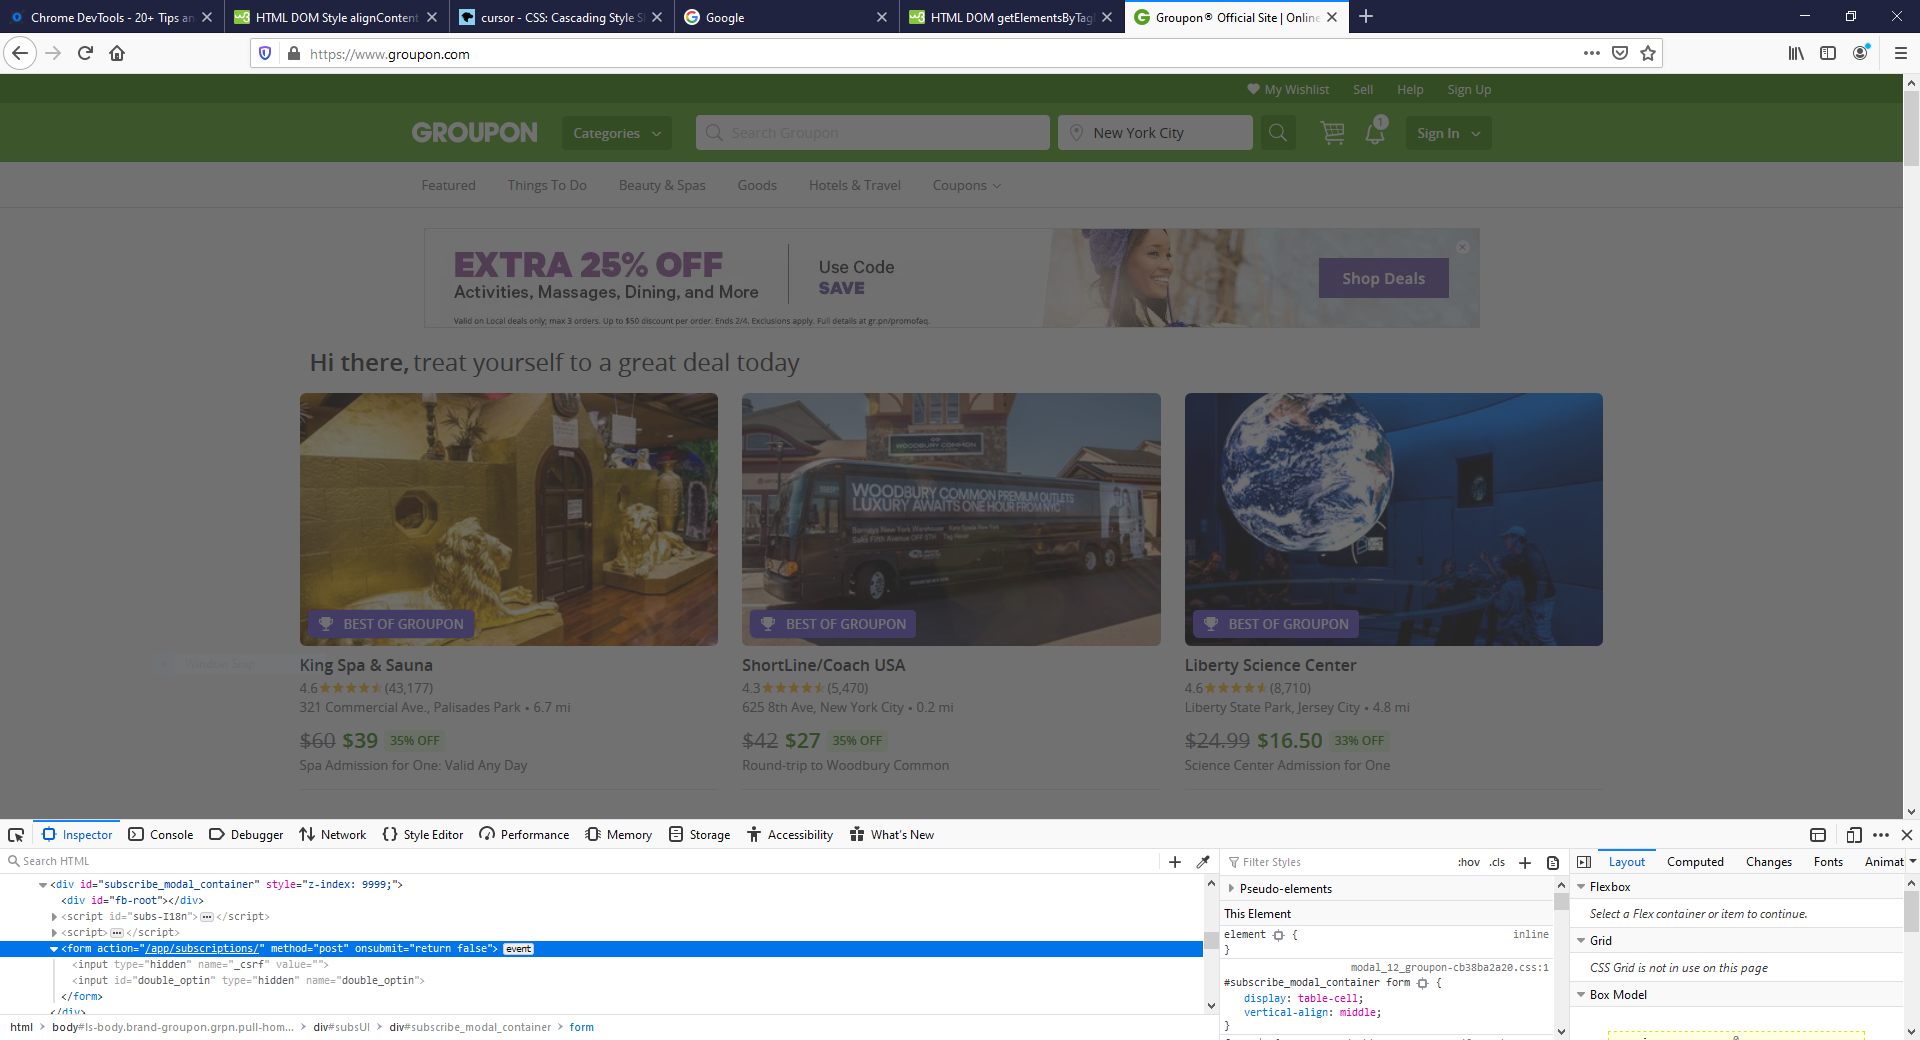 Chrome DevTools - 20+ Tips an
HTML DOM Style alignContent
cursor - CSS: Cascading Style S
Google
HTML DOM getElementsByTag
Groupon® Official Site | Online
https://www.groupon.com
My Wishlist Sell Help Sign Up
GROUPON Categories Search Groupon New York City 1 Sign In
Featured Things To Do Beauty & Spas Goods Hotels & Travel Coupons
EXTRA 25% OFF
Activities, Massages, Dining, and More
Valid on Local deals only; max 3 orders. Up to $50 discount per order. Ends 2/4. Exclusions apply. Full details at gr.pn/promofaq.
Use Code
SAVE
Shop Deals
Hi there, treat yourself to a great deal today
WOODBURY COMMON
WOODBURY COMMON PREMIUM OUTLETS
LUXURY AWAITS ONE HOUR FROM NYC
BEST OF GROUPON
King Spa & Sauna
4.6 (43,177)
321 Commercial Ave., Palisades Park • 6.7 mi
$60 $39 35% OFF
Spa Admission for One: Valid Any Day
BEST OF GROUPON
ShortLine/Coach USA
4.3 (5,470)
625 8th Ave, New York City • 0.2 mi
$42 $27 35% OFF
Round-trip to Woodbury Common
BEST OF GROUPON
Liberty Science Center
4.6 (8,710)
Liberty State Park, Jersey City • 4.8 mi
$24.99 $16.50 33% OFF
Science Center Admission for One
Inspector Console Debugger Network Style Editor Performance Memory Storage Accessibility What's New
Search HTML
<div id="subscribe_modal_container" style="z-index: 9999;">
<div id="fb-root"></div>
<script id="subs-I18n"></script>
<script></script>
<form action="/app/subscriptions/" method="post" onsubmit="return false"> event
<input type="hidden" name="_csrf" value="">
<input id="double_optin" type="hidden" name="double_optin">
</form>
</div>
html > body#ls-body.brand-groupon.grpn.pull-hom... > div#subsUI > div#subscribe_modal_container > form
Filter Styles :hov .cls
Pseudo-elements
This Element
element { inline
}
modal_12_groupon-cb38ba2a20.css:1
#subscribe_modal_container form {
display: table-cell;
vertical-align: middle;
}
Layout Computed Changes Fonts Animat
Flexbox
Select a Flex container or item to continue.
Grid
CSS Grid is not in use on this page
Box Model